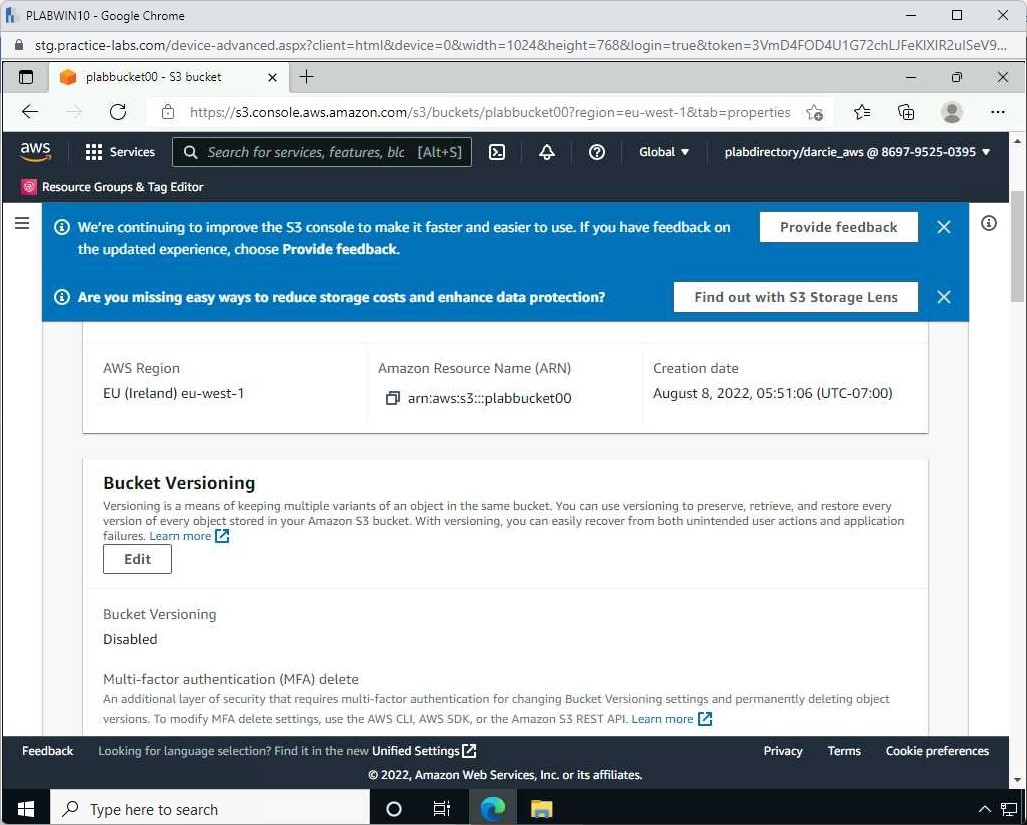 PLABWIN10 - Google Chrome
stg.practice-labs.com/device-advanced.aspx?client=html&device=0&width=1024&height=768&login=true&token=3VmD4FOD4U1G72chLJFeKlXIR2uISeV9...
plabbucket00 - S3 bucket
https://s3.console.aws.amazon.com/s3/buckets/plabbucket00?region=eu-west-1&tab=properties
aws
Services
Search for services, features, blc [Alt+S]
Global
plabdirectory/darcie_aws @ 8697-9525-0395
Resource Groups & Tag Editor
We're continuing to improve the S3 console to make it faster and easier to use. If you have feedback on
the updated experience, choose Provide feedback.
Provide feedback
Are you missing easy ways to reduce storage costs and enhance data protection?
Find out with S3 Storage Lens
AWS Region
EU (Ireland) eu-west-1
Amazon Resource Name (ARN)
arn:aws:s3:::plabbucket00
Creation date
August 8, 2022, 05:51:06 (UTC-07:00)
Bucket Versioning
Versioning is a means of keeping multiple variants of an object in the same bucket. You can use versioning to preserve, retrieve, and restore every
version of every object stored in your Amazon S3 bucket. With versioning, you can easily recover from both unintended user actions and application
failures. Learn more
Edit
Bucket Versioning
Disabled
Multi-factor authentication (MFA) delete
An additional layer of security that requires multi-factor authentication for changing Bucket Versioning settings and permanently deleting object
versions. To modify MFA delete settings, use the AWS CLI, AWS SDK, or the Amazon S3 REST API. Learn more
Feedback
Looking for language selection? Find it in the new Unified Settings
Privacy
Terms
Cookie preferences
© 2022, Amazon Web Services, Inc. or its affiliates.
Type here to search